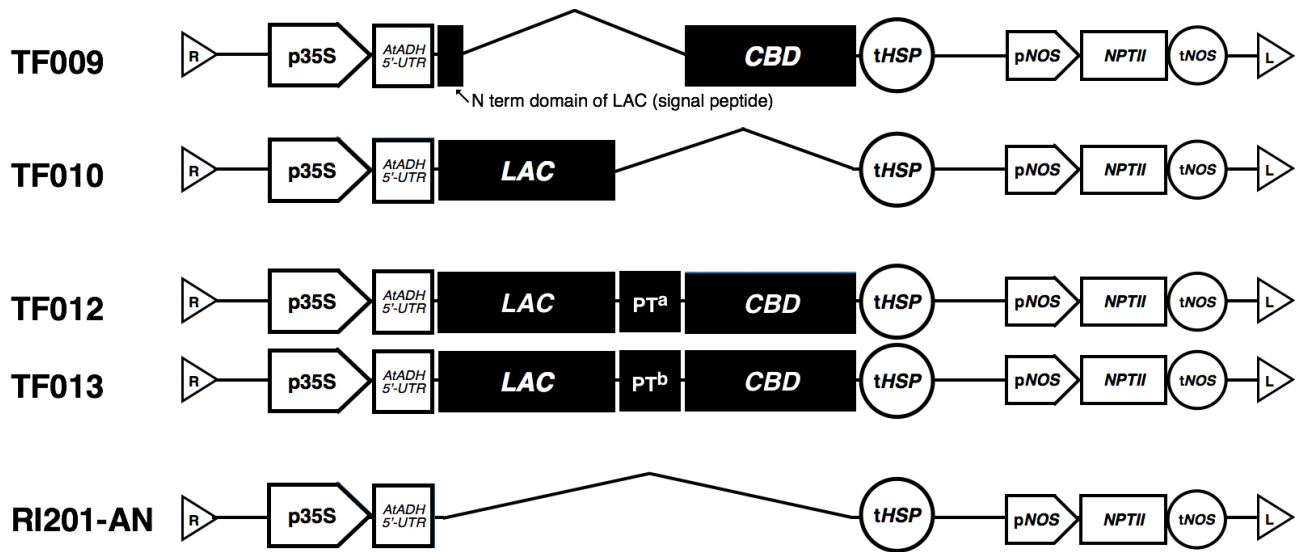 TF009 R p35S AtADH 5'-UTR CBD tHSP pNOS NPTII tNOS L
N term domain of LAC (signal peptide)
TF010 R p35S AtADH 5'-UTR LAC tHSP pNOS NPTII tNOS L
TF012 R p35S AtADH 5'-UTR LAC PTa CBD tHSP pNOS NPTII tNOS L
TF013 R p35S AtADH 5'-UTR LAC PTb CBD tHSP pNOS NPTII tNOS L
RI201-AN R p35S AtADH 5'-UTR tHSP pNOS NPTII tNOS L